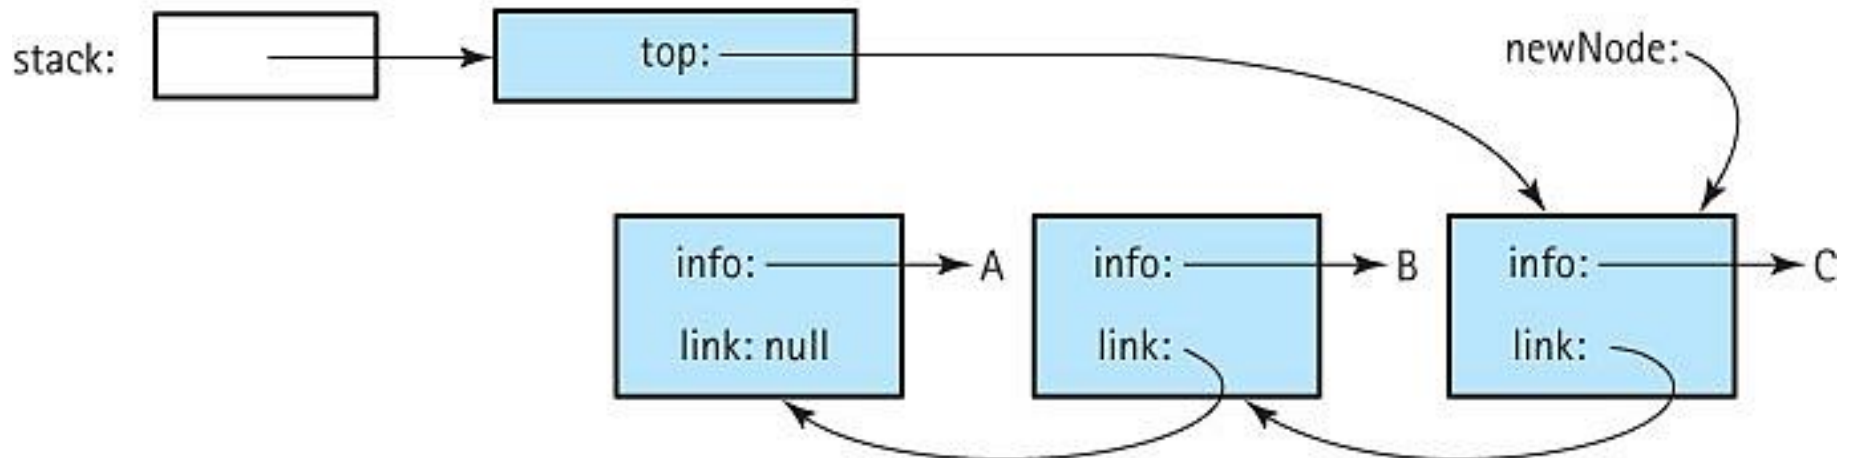 stack:
top:
newNode:
info:
A
link: null
info:
B
link:
info:
C
link: